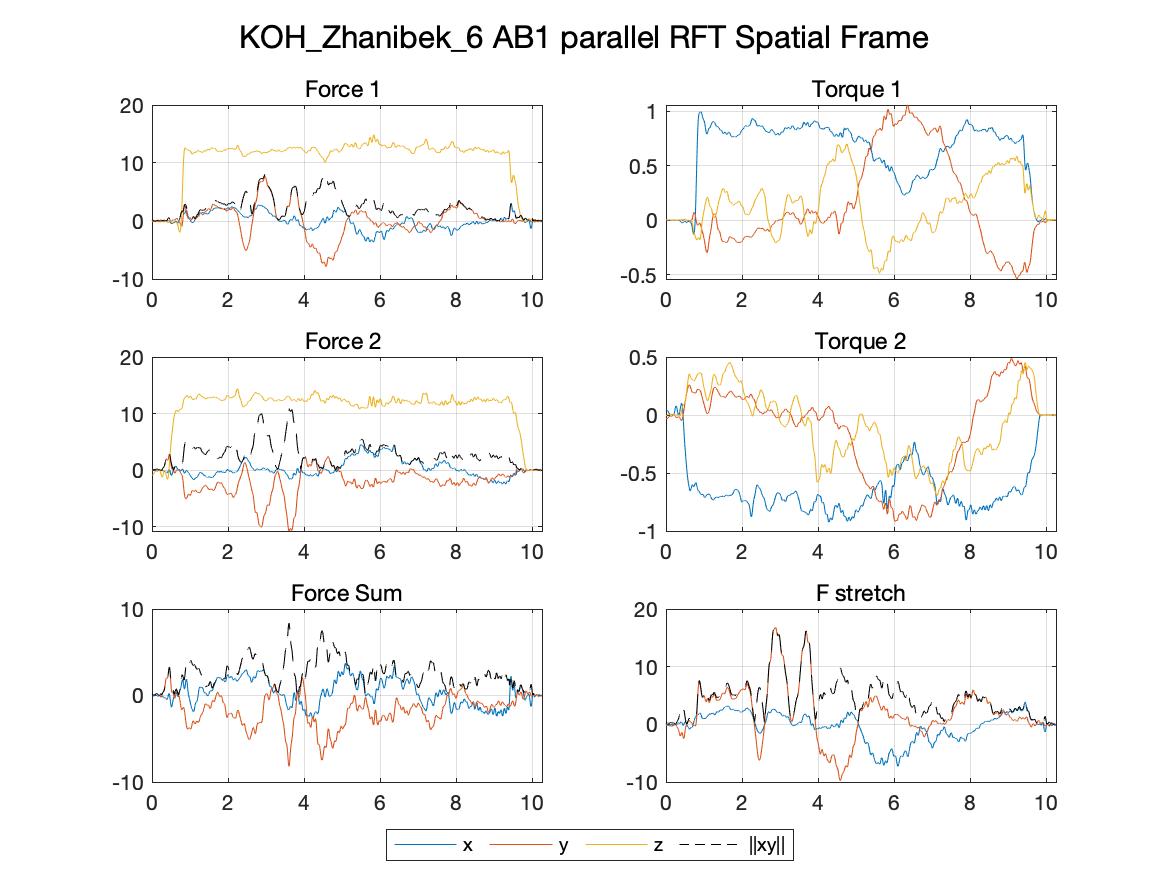 KOH_Zhanibek_6 AB1 parallel RFT Spatial Frame
Force 1
20
10
0
-10
0 2 4 6 8 10
Torque 1
1
0.5
0
-0.5
0 2 4 6 8 10
Force 2
20
10
0
-10
0 2 4 6 8 10
Torque 2
0.5
0
-0.5
-1
0 2 4 6 8 10
Force Sum
10
0
-10
0 2 4 6 8 10
F stretch
20
10
0
-10
0 2 4 6 8 10
x y z ||xy||